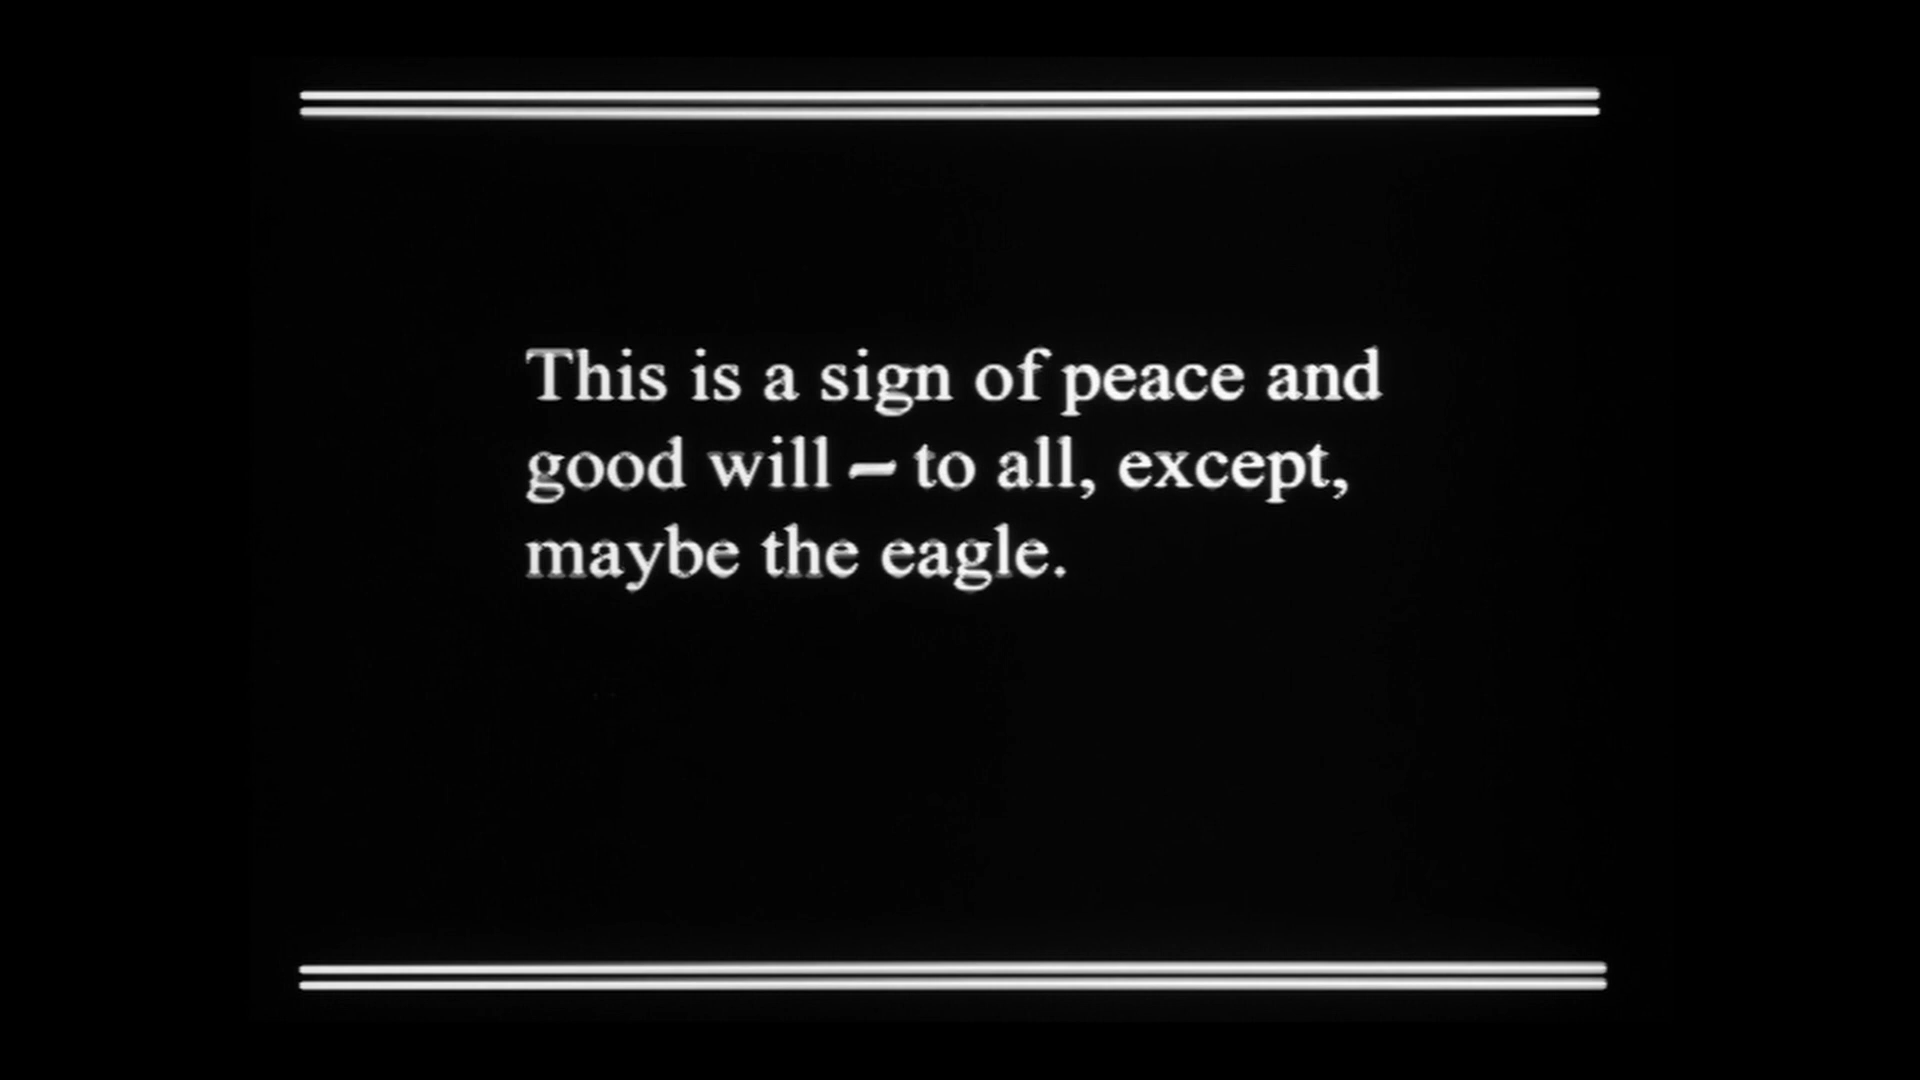 This is a sign of peace and
good will – to all, except,
maybe the eagle.